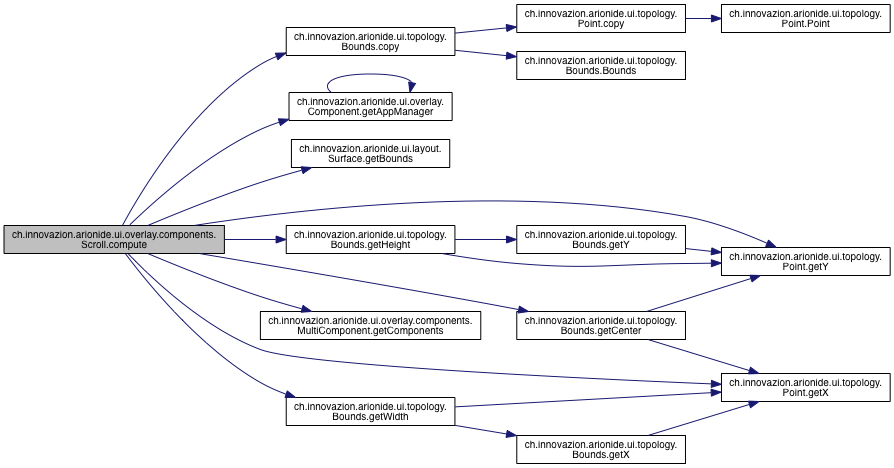 ch.innovazion.arionide.ui.overlay.components.
Scroll.compute
ch.innovazion.arionide.ui.topology.
Bounds.copy
ch.innovazion.arionide.ui.topology.
Point.copy
ch.innovazion.arionide.ui.topology.
Point.Point
ch.innovazion.arionide.ui.topology.
Bounds.Bounds
ch.innovazion.arionide.ui.overlay.
Component.getAppManager
ch.innovazion.arionide.ui.layout.
Surface.getBounds
ch.innovazion.arionide.ui.topology.
Bounds.getHeight
ch.innovazion.arionide.ui.topology.
Bounds.getY
ch.innovazion.arionide.ui.topology.
Point.getY
ch.innovazion.arionide.ui.overlay.components.
MultiComponent.getComponents
ch.innovazion.arionide.ui.topology.
Bounds.getCenter
ch.innovazion.arionide.ui.topology.
Point.getX
ch.innovazion.arionide.ui.topology.
Bounds.getWidth
ch.innovazion.arionide.ui.topology.
Bounds.getX